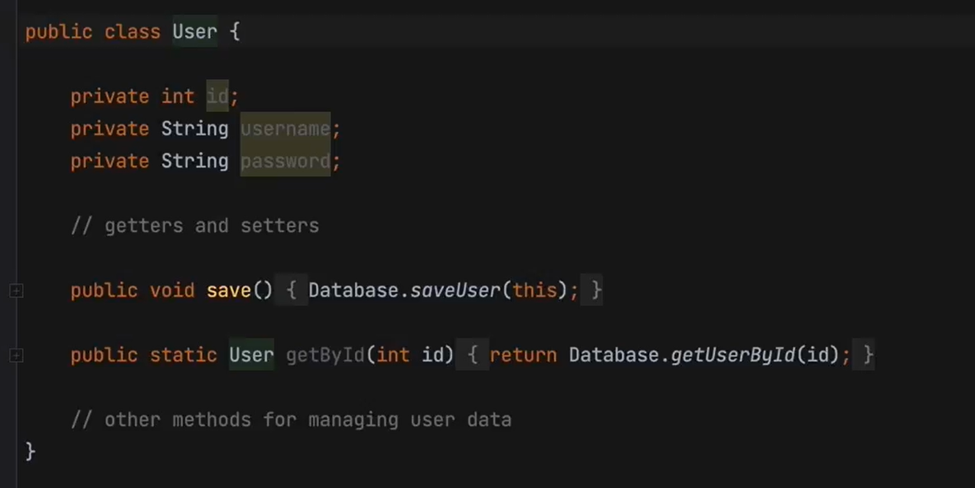 public class User {
private int id;
private String username;
private String password;
// getters and setters
public void save() { Database.saveUser(this); }
public static User getById(int id) { return Database.getUserById(id); }
// other methods for managing user data
}